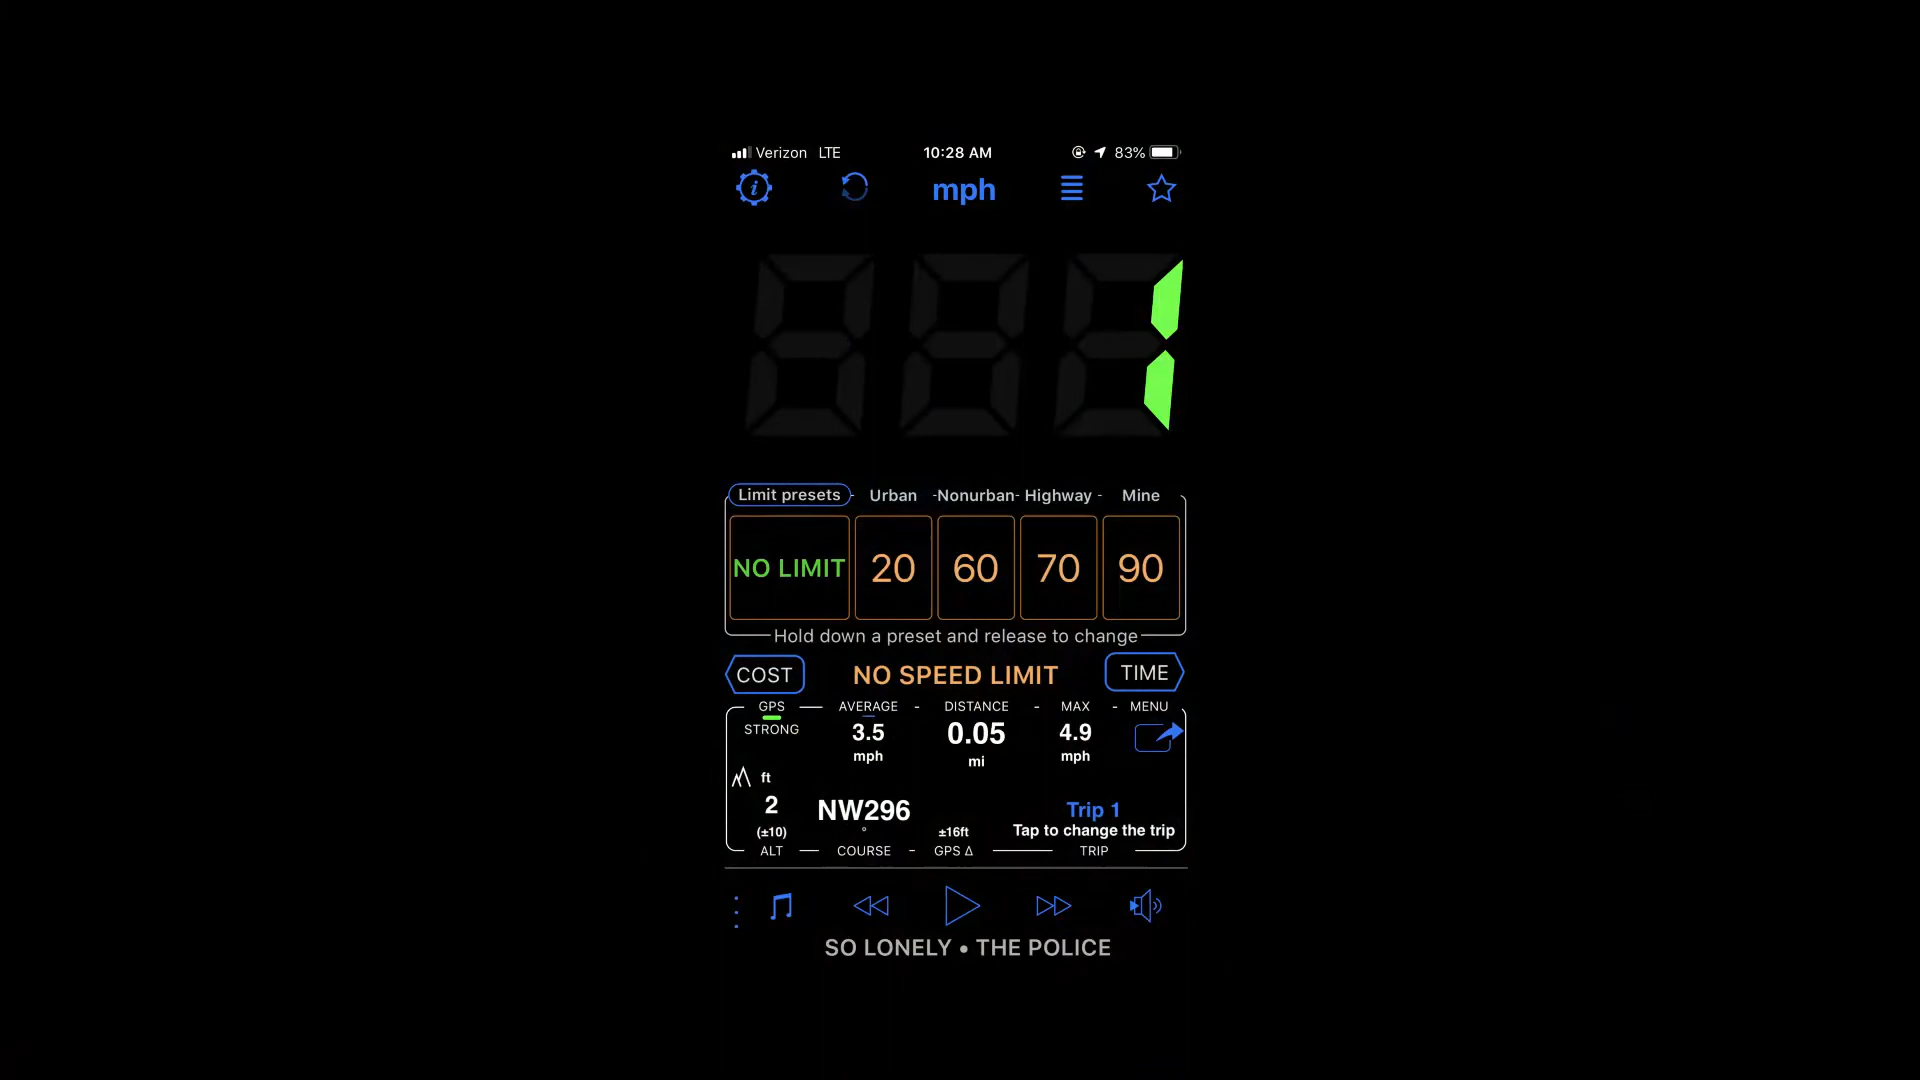 Verizon LTE 10:28 AM 83%
mph
1
Limit presets Urban Nonurban Highway Mine
NO LIMIT 20 60 70 90
Hold down a preset and release to change
COST NO SPEED LIMIT TIME
GPS AVERAGE DISTANCE MAX MENU
STRONG 3.5 0.05 4.9
mph mi mph
ft
2 NW296° Trip 1
(±10) ±16ft Tap to change the trip
ALT COURSE GPS Δ TRIP
SO LONELY • THE POLICE